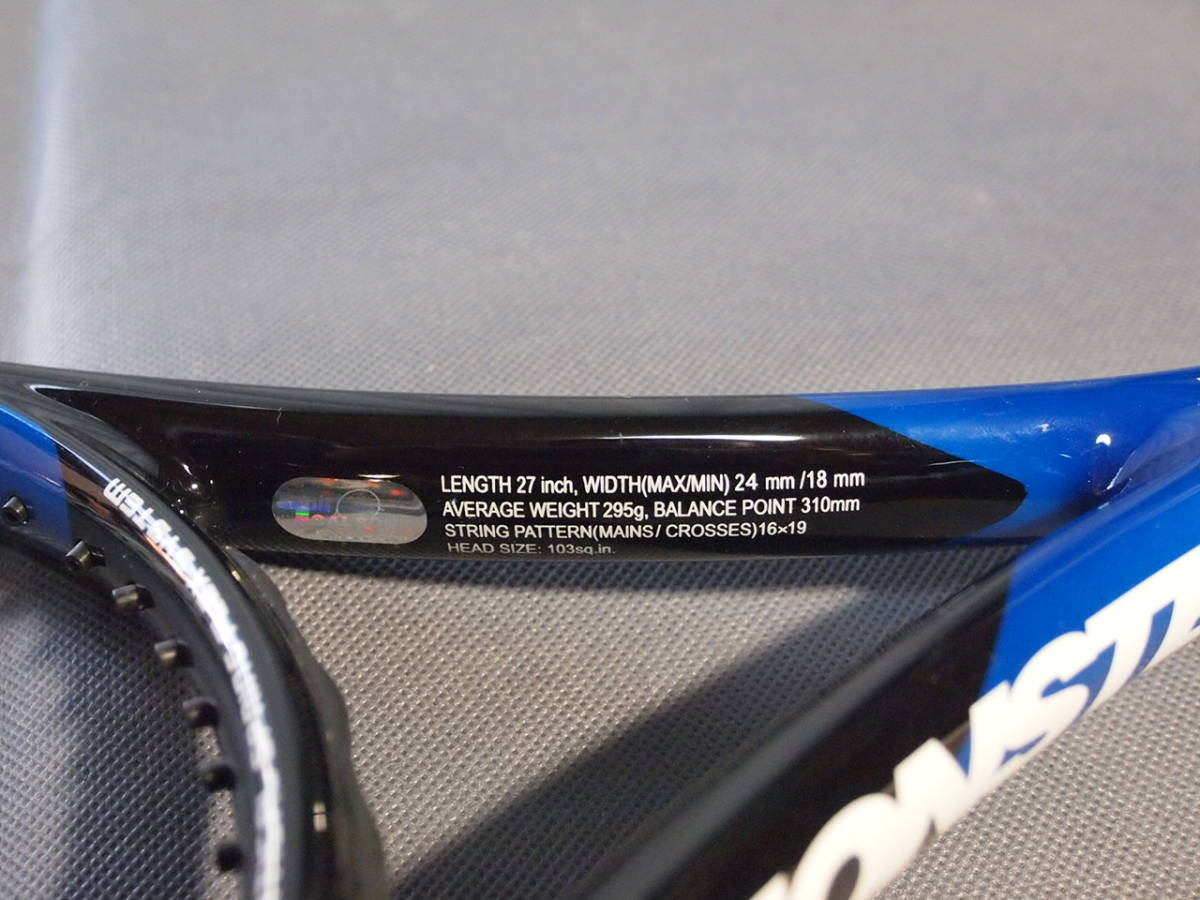 LENGTH 27 inch, WIDTH(MAX/MIN) 24 mm /18 mm
AVERAGE WEIGHT 295g, BALANCE POINT 310mm
STRING PATTERN(MAINS/ CROSSES)16×19
HEAD SIZE: 103sq.in.
SYSTEM